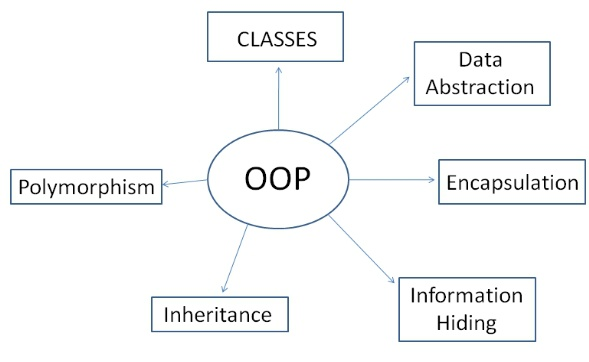 CLASSES
Data
Abstraction
OOP
Polymorphism
Encapsulation
Inheritance
Information
Hiding